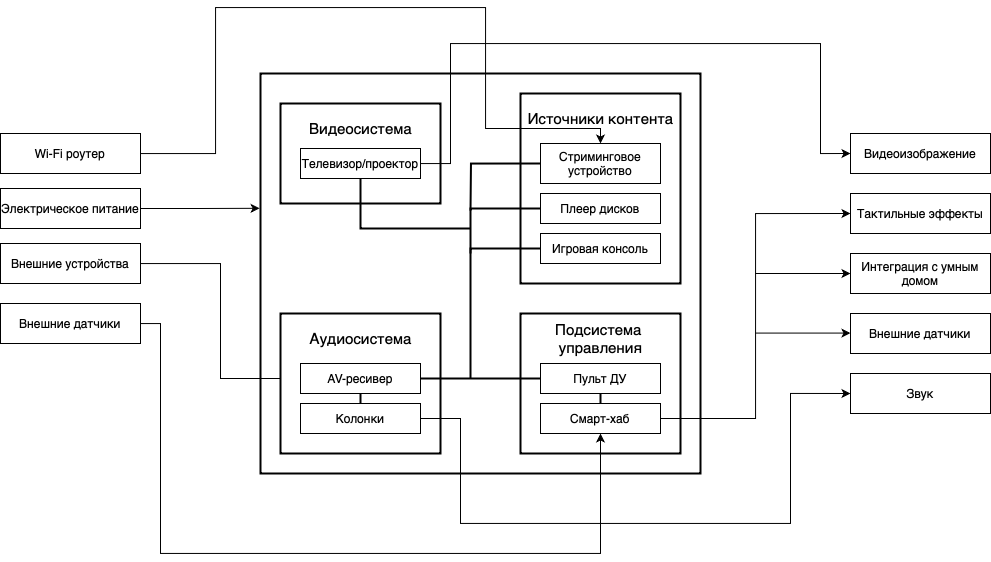 Wi-Fi роутер
Электрическое питание
Внешние устройства
Внешние датчики
Видеосистема
Телевизор/проектор
Источники контента
Стриминговое
устройство
Плеер дисков
Игровая консоль
Аудиосистема
AV-ресивер
Колонки
Подсистема
управления
Пульт ДУ
Смарт-хаб
Видеоизображение
Тактильные эффекты
Интеграция с умным
домом
Внешние датчики
Звук